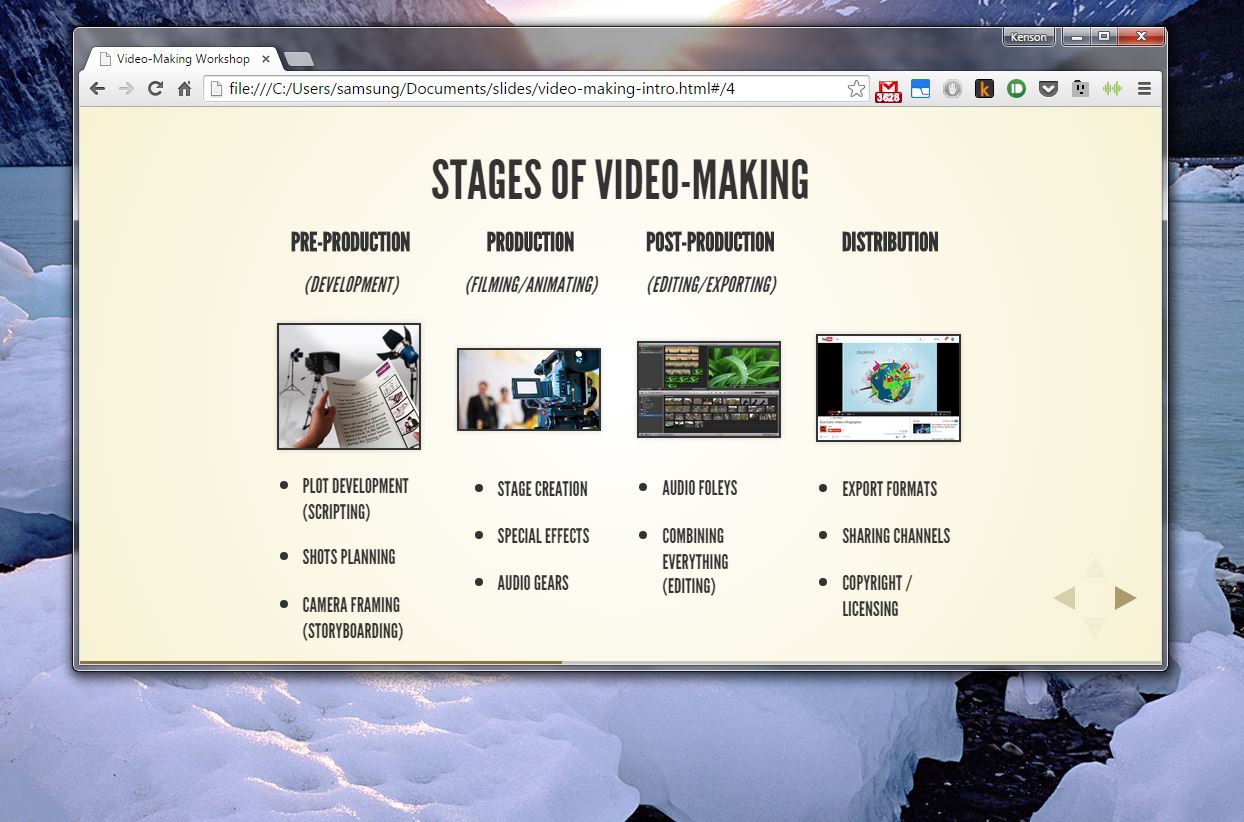 Kenson
Video-Making Workshop
file:///C:/Users/samsung/Documents/slides/video-making-intro.html#/4
3628
STAGES OF VIDEO-MAKING
PRE-PRODUCTION
(DEVELOPMENT)
PLOT DEVELOPMENT
(SCRIPTING)
SHOTS PLANNING
CAMERA FRAMING
(STORYBOARDING)
PRODUCTION
(FILMING/ANIMATING)
STAGE CREATION
SPECIAL EFFECTS
AUDIO GEARS
POST-PRODUCTION
(EDITING/EXPORTING)
AUDIO FOLEYS
COMBINING
EVERYTHING
(EDITING)
DISTRIBUTION
depleted
EXPORT FORMATS
SHARING CHANNELS
COPYRIGHT /
LICENSING